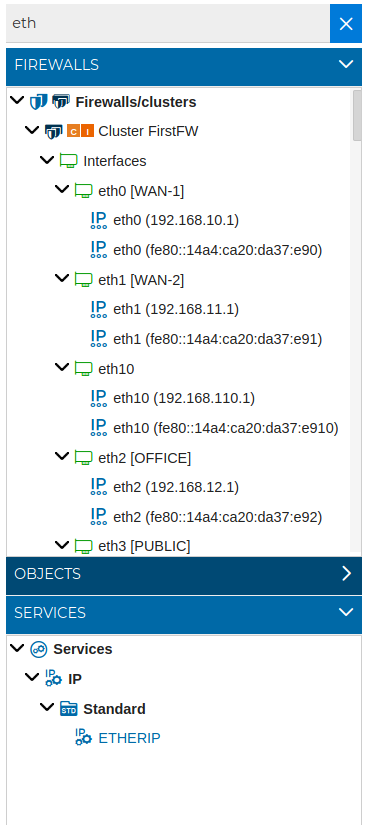 eth
FIREWALLS
Firewalls/clusters
C I Cluster FirstFW
Interfaces
eth0 [WAN-1]
IP eth0 (192.168.10.1)
IP eth0 (fe80::14a4:ca20:da37:e90)
eth1 [WAN-2]
IP eth1 (192.168.11.1)
IP eth1 (fe80::14a4:ca20:da37:e91)
eth10
IP eth10 (192.168.110.1)
IP eth10 (fe80::14a4:ca20:da37:e910)
eth2 [OFFICE]
IP eth2 (192.168.12.1)
IP eth2 (fe80::14a4:ca20:da37:e92)
eth3 [PUBLIC]
OBJECTS
SERVICES
Services
IP IP
STD Standard
IP ETHERIP